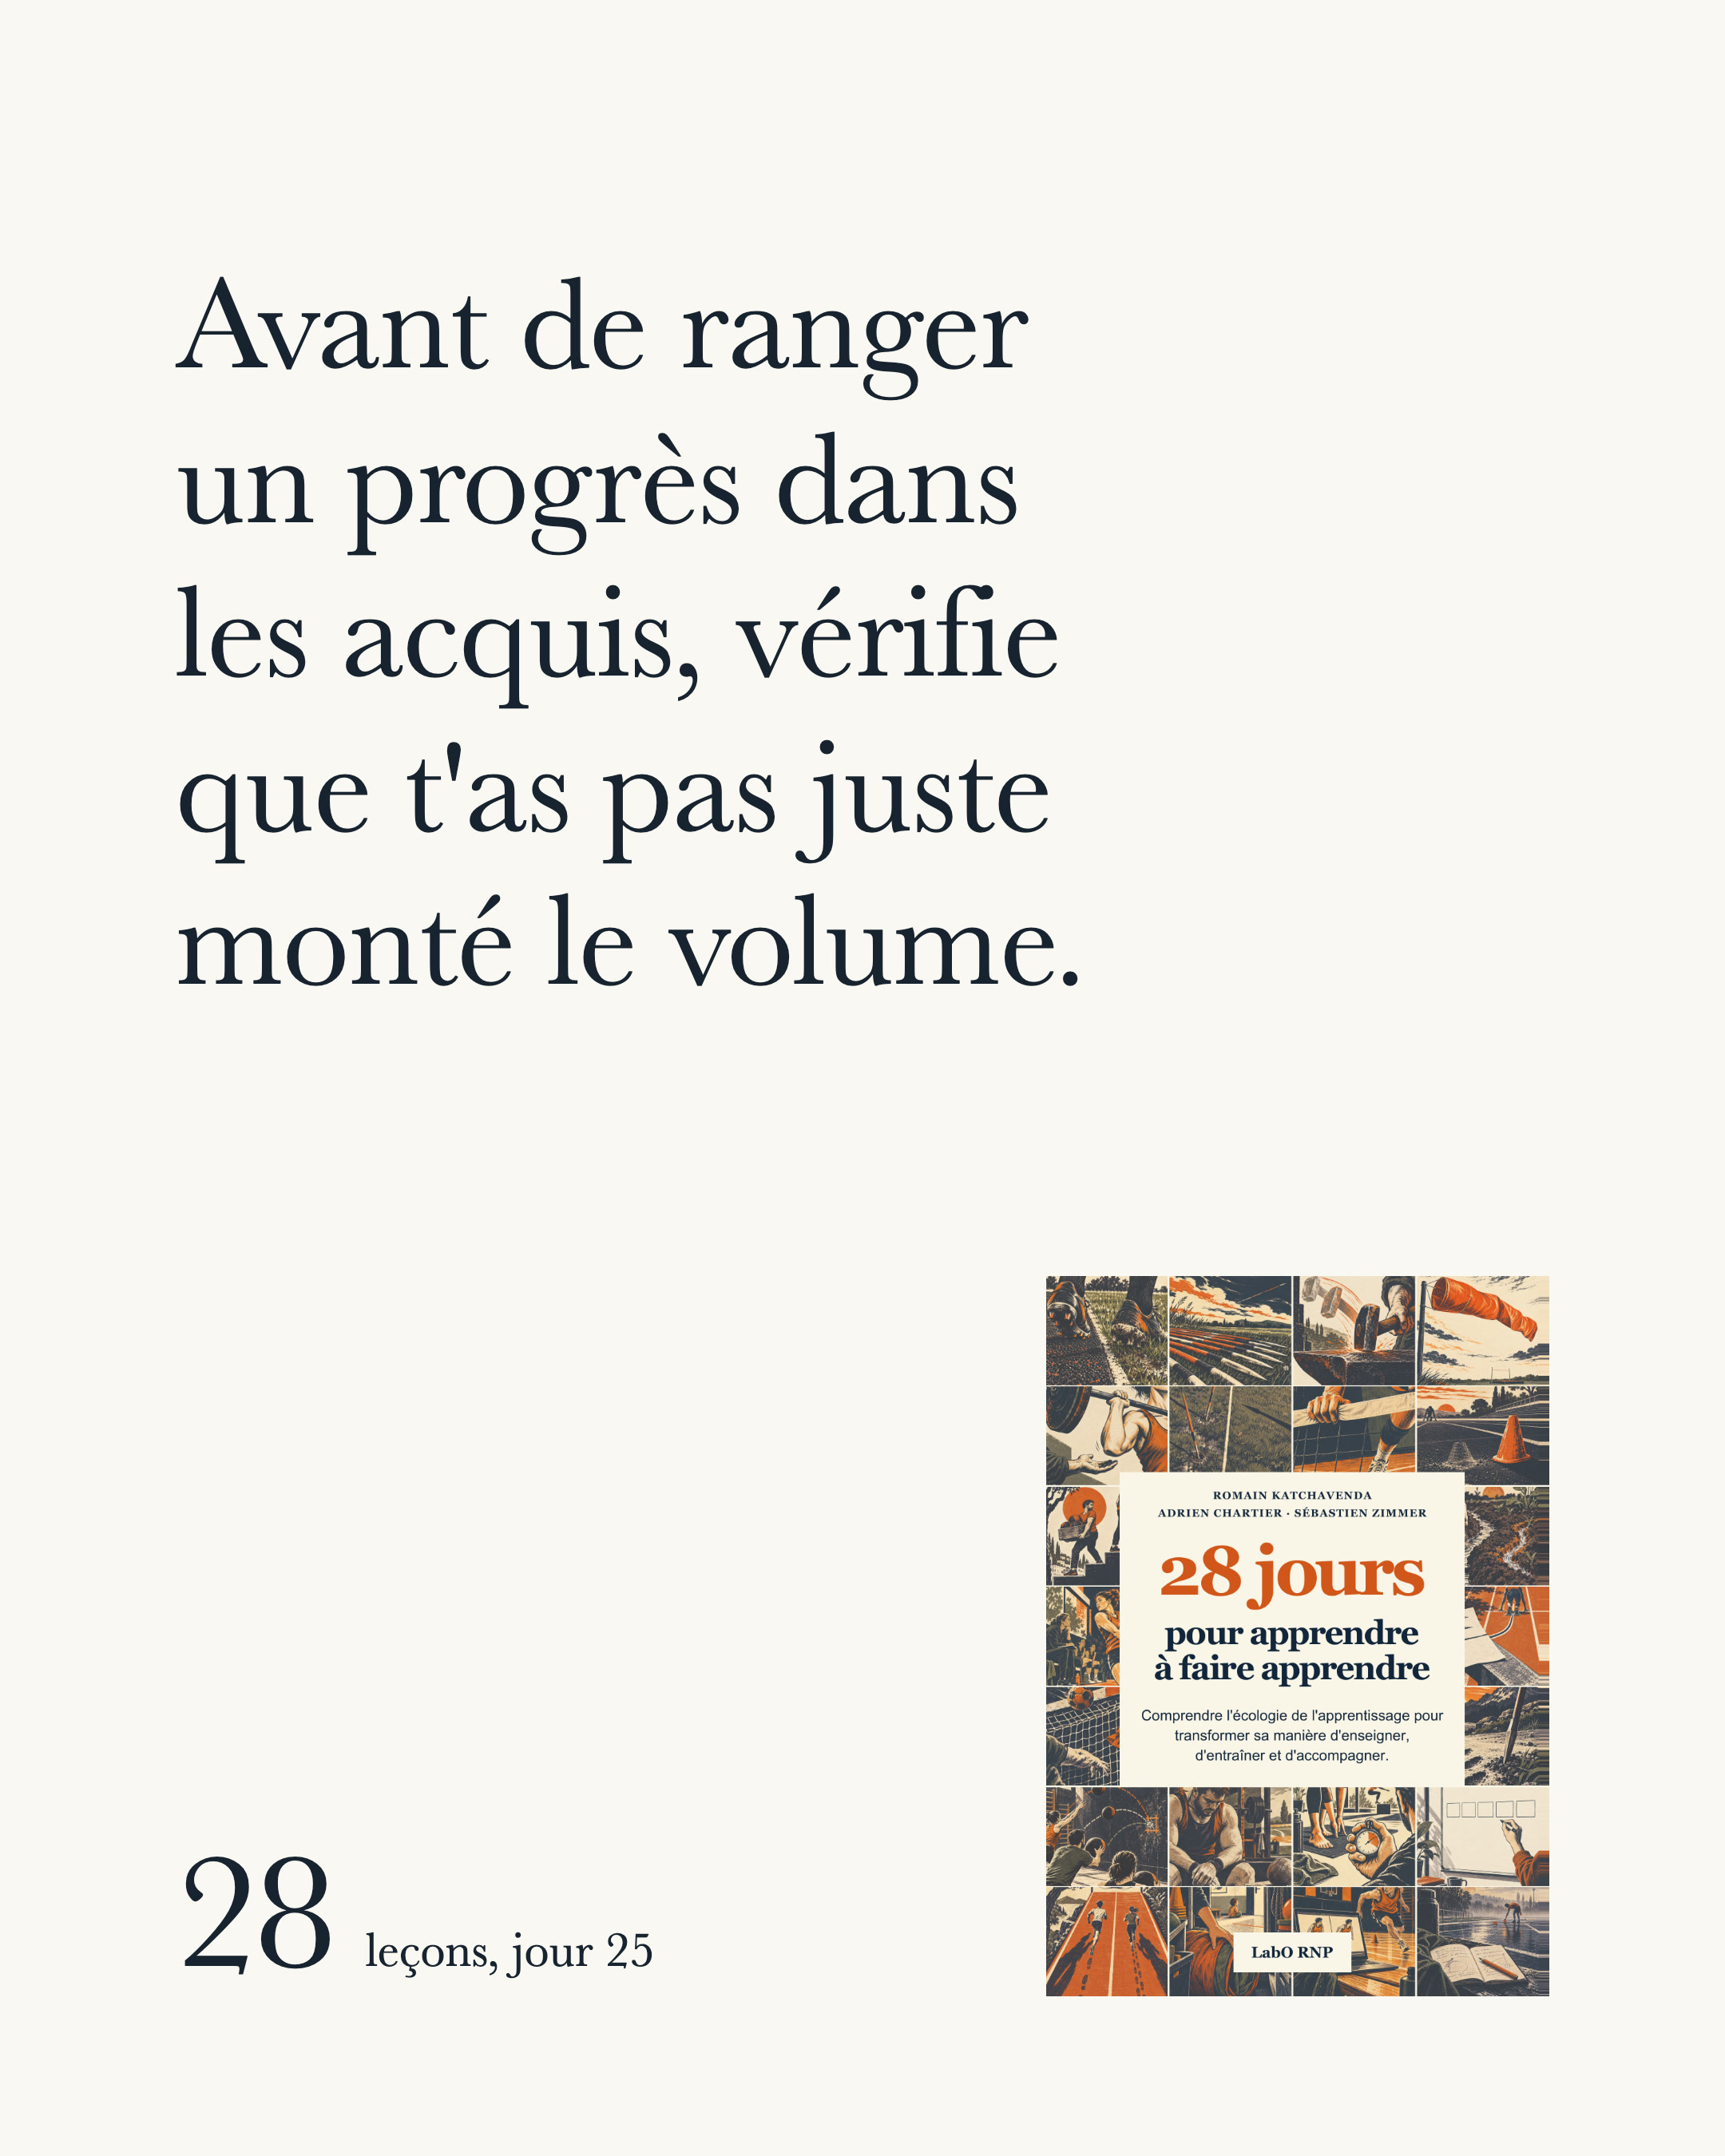 Avant de ranger
un progrès dans
les acquis, vérifie
que t'as pas juste
monté le volume.
ROMAIN KATCHAVENDA
ADRIEN CHARTIER · SÉBASTIEN ZIMMER
28 jours
pour apprendre
à faire apprendre
Comprendre l'écologie de l'apprentissage pour
transformer sa manière d'enseigner,
d'entraîner et d'accompagner.
LabO RNP
28 leçons, jour 25